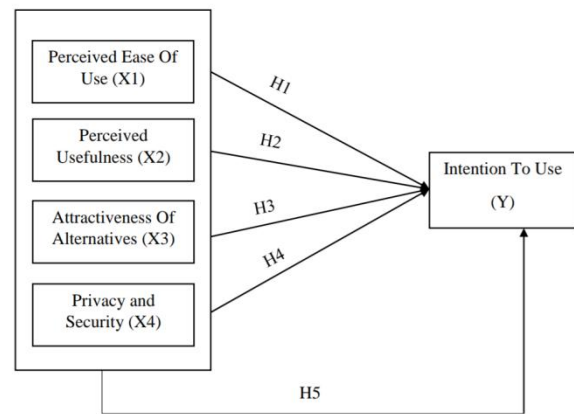 Perceived Ease Of
Use (X1)
H1
Perceived
Usefulness (X2)
H2
Attractiveness Of
Alternatives (X3)
H3
Privacy and
Security (X4)
H4
Intention To Use
(Y)
H5